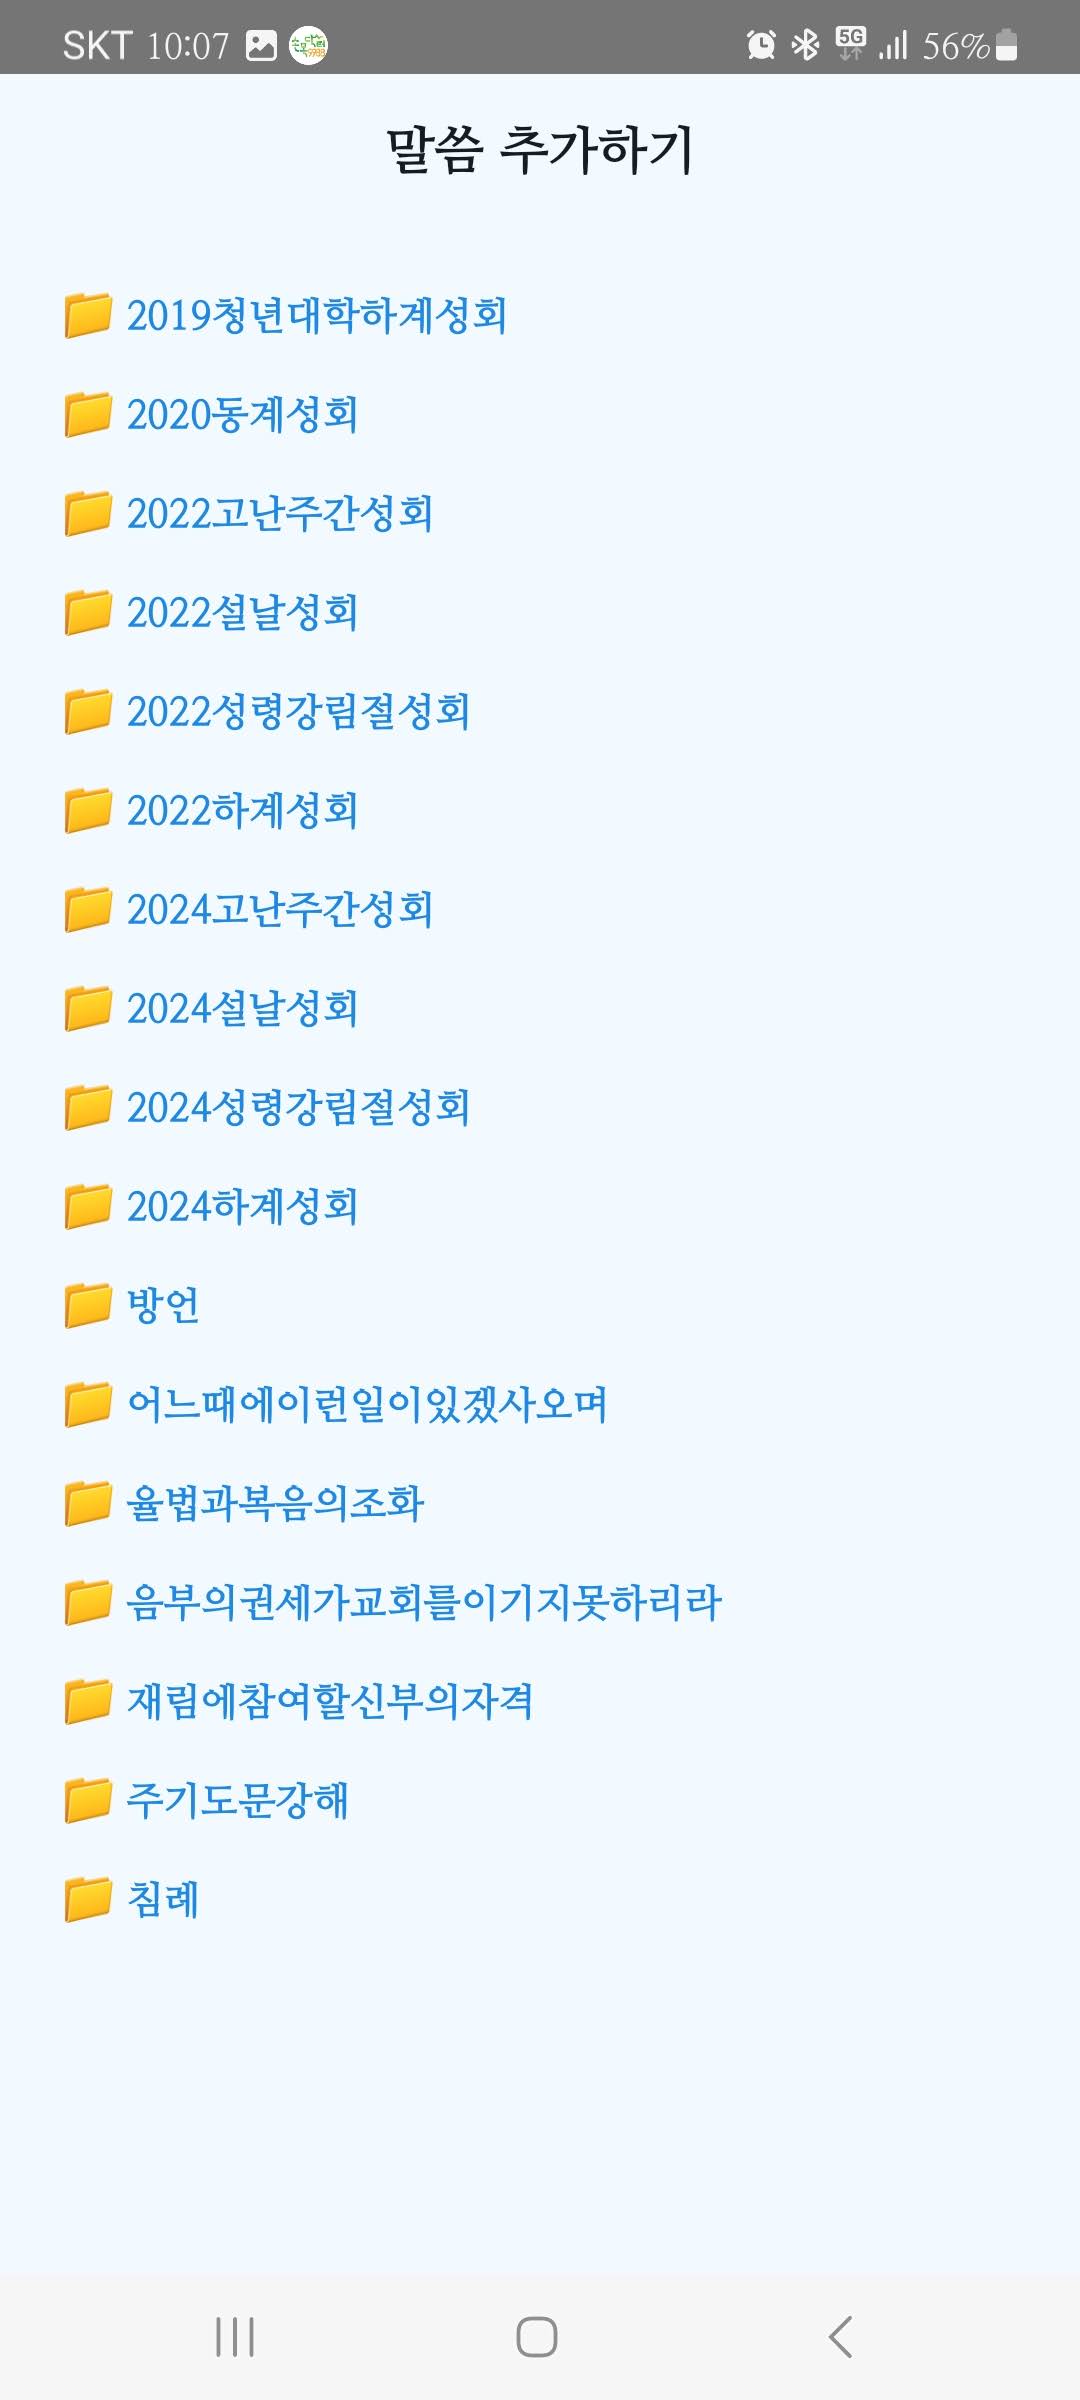 SKT 10:07 5G 56%
말씀 추가하기
2019청년대학하계성회
2020동계성회
2022고난주간성회
2022설날성회
2022성령강림절성회
2022하계성회
2024고난주간성회
2024설날성회
2024성령강림절성회
2024하계성회
방언
어느때에이런일이있겠사오며
율법과복음의조화
음부의권세가교회를이기지못하리라
재림에참여할신부의자격
주기도문강해
침례